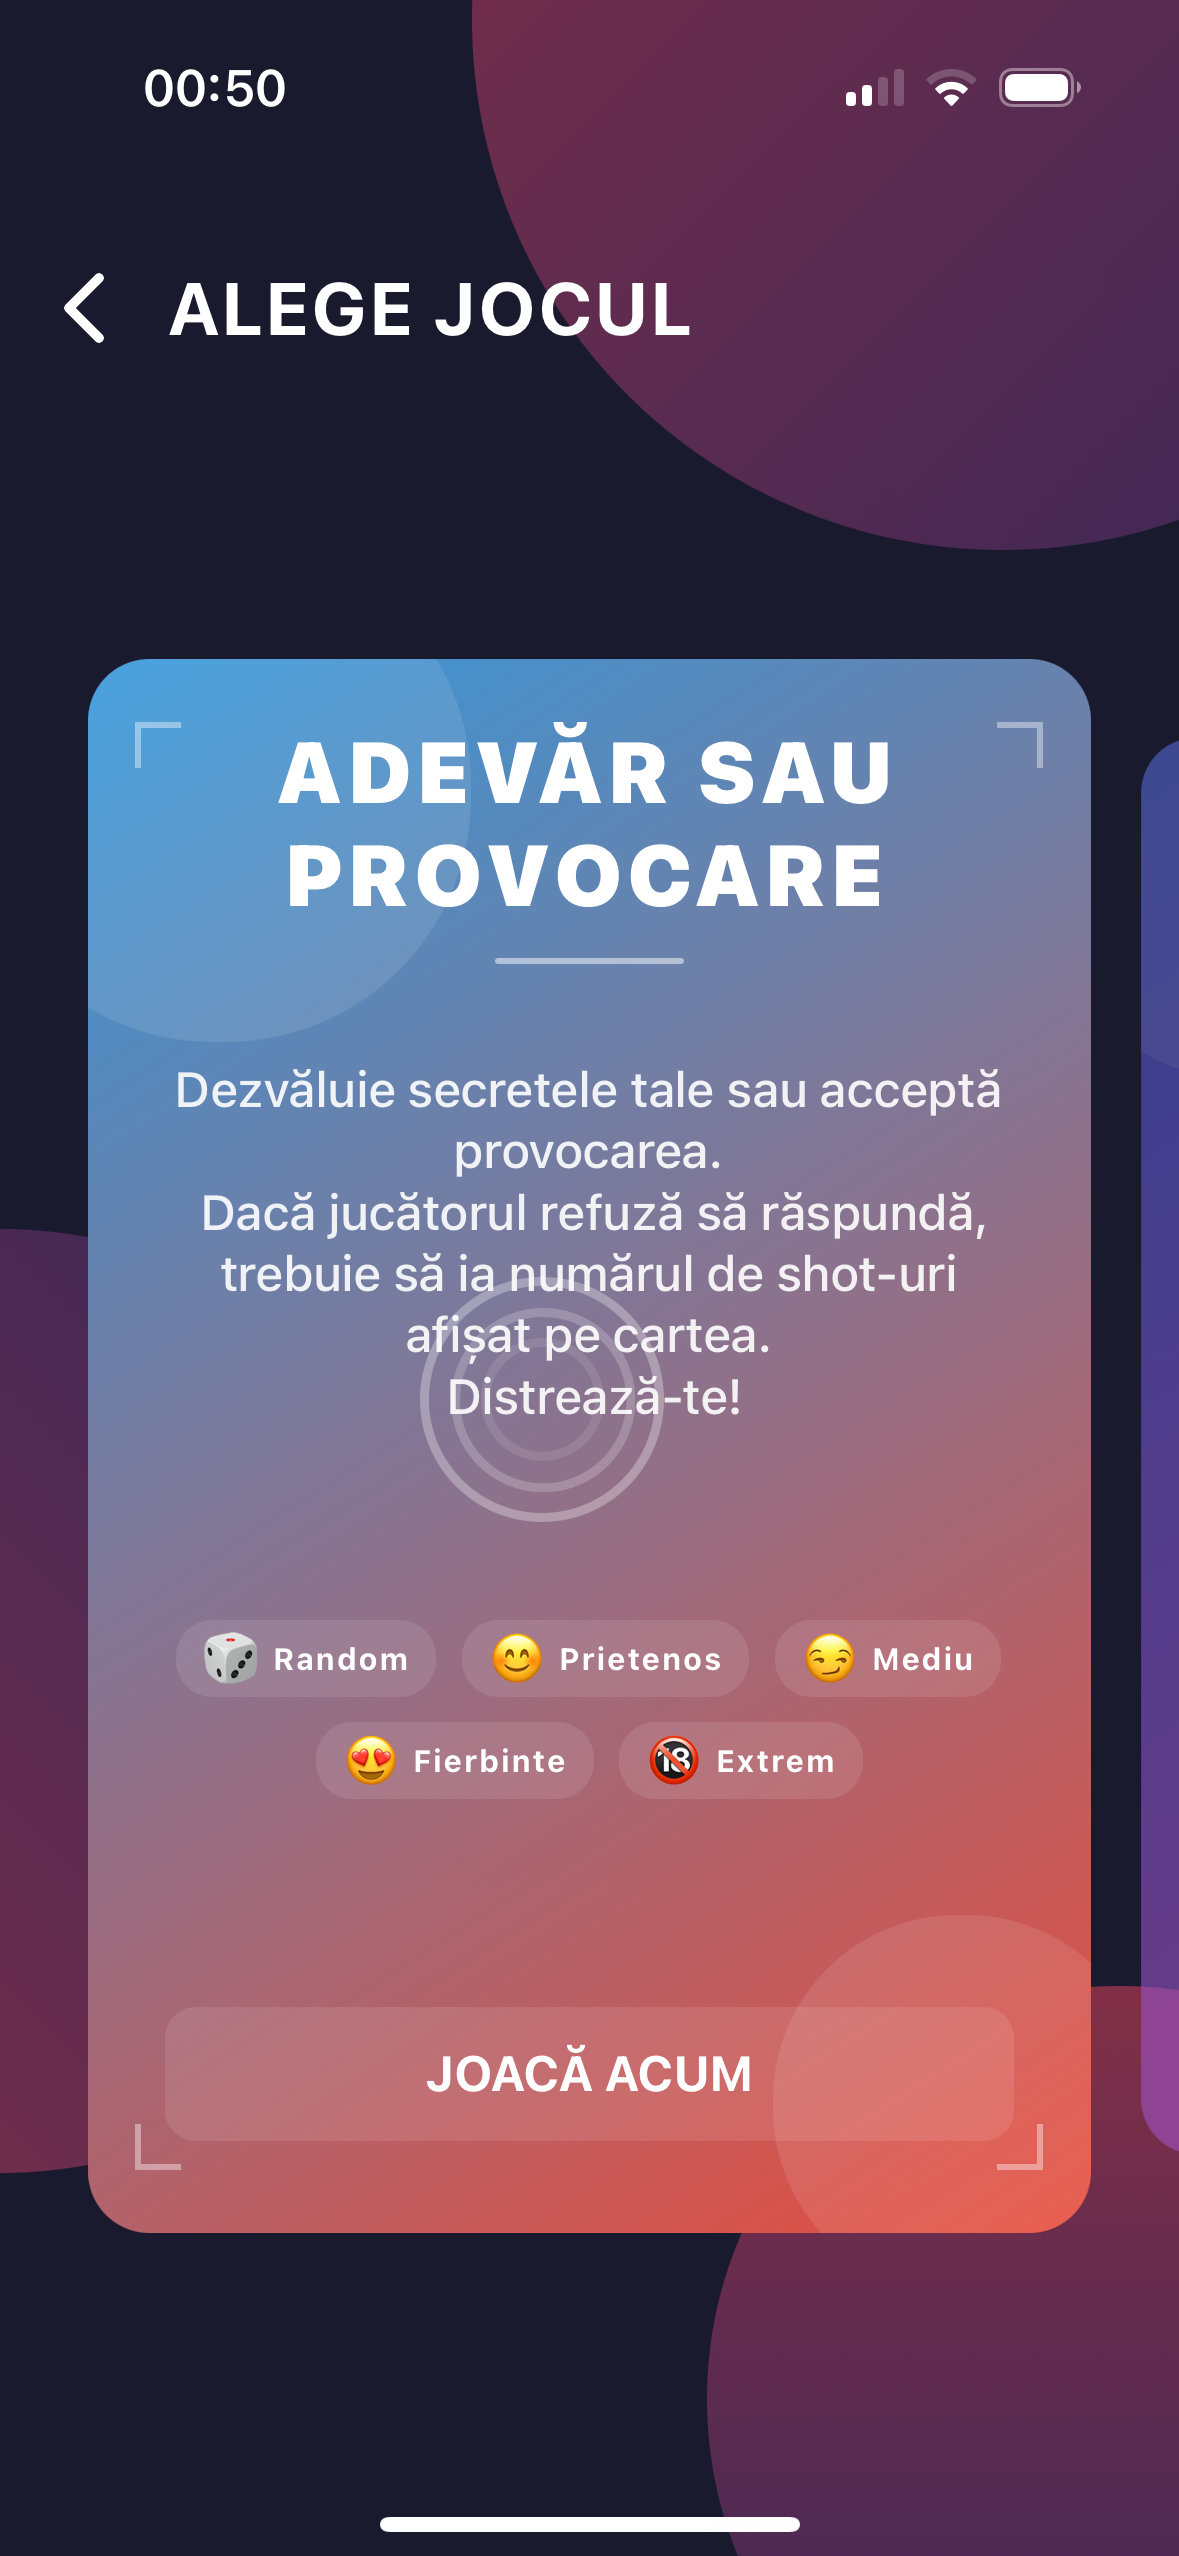 00:50
ALEGE JOCUL
ADEVĂR SAU
PROVOCARE
Dezvăluie secretele tale sau acceptă
provocarea.
Dacă jucătorul refuză să răspundă,
trebuie să ia numărul de shot-uri
afișat pe cartea.
Distrează-te!
Random Prietenos Mediu
Fierbinte 18 Extrem
JOACĂ ACUM